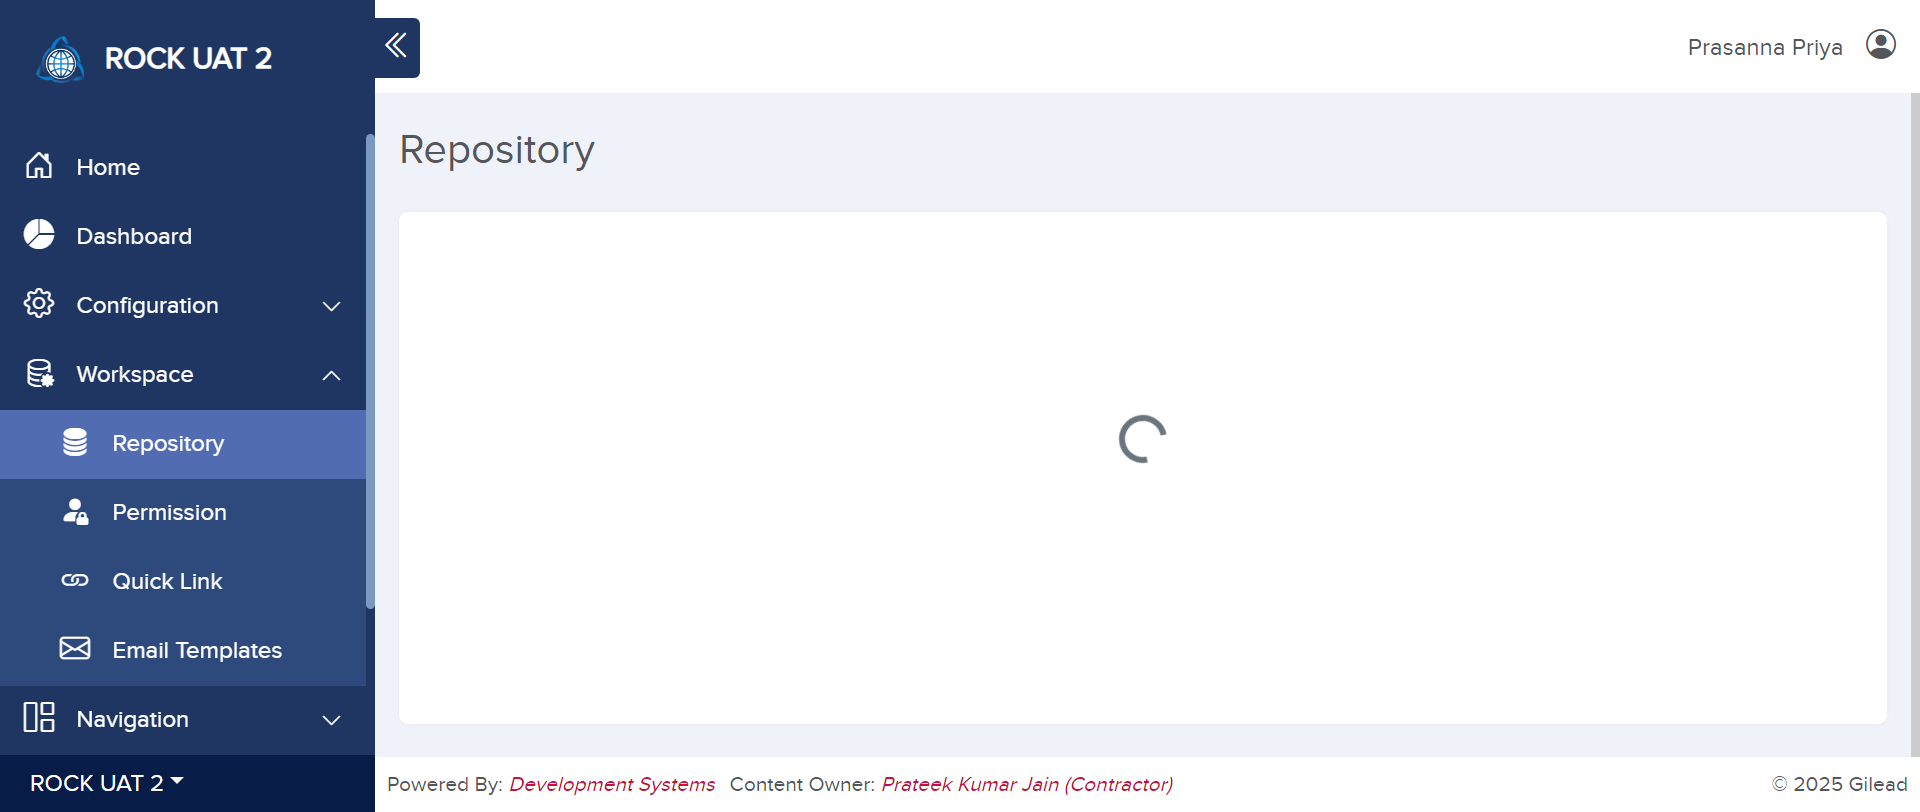 ROCK UAT 2
Prasanna Priya
Home
Dashboard
Configuration
Workspace
Repository
Permission
Quick Link
Email Templates
Navigation
ROCK UAT 2
Repository
Powered By: Development Systems Content Owner: Prateek Kumar Jain (Contractor)
© 2025 Gilead